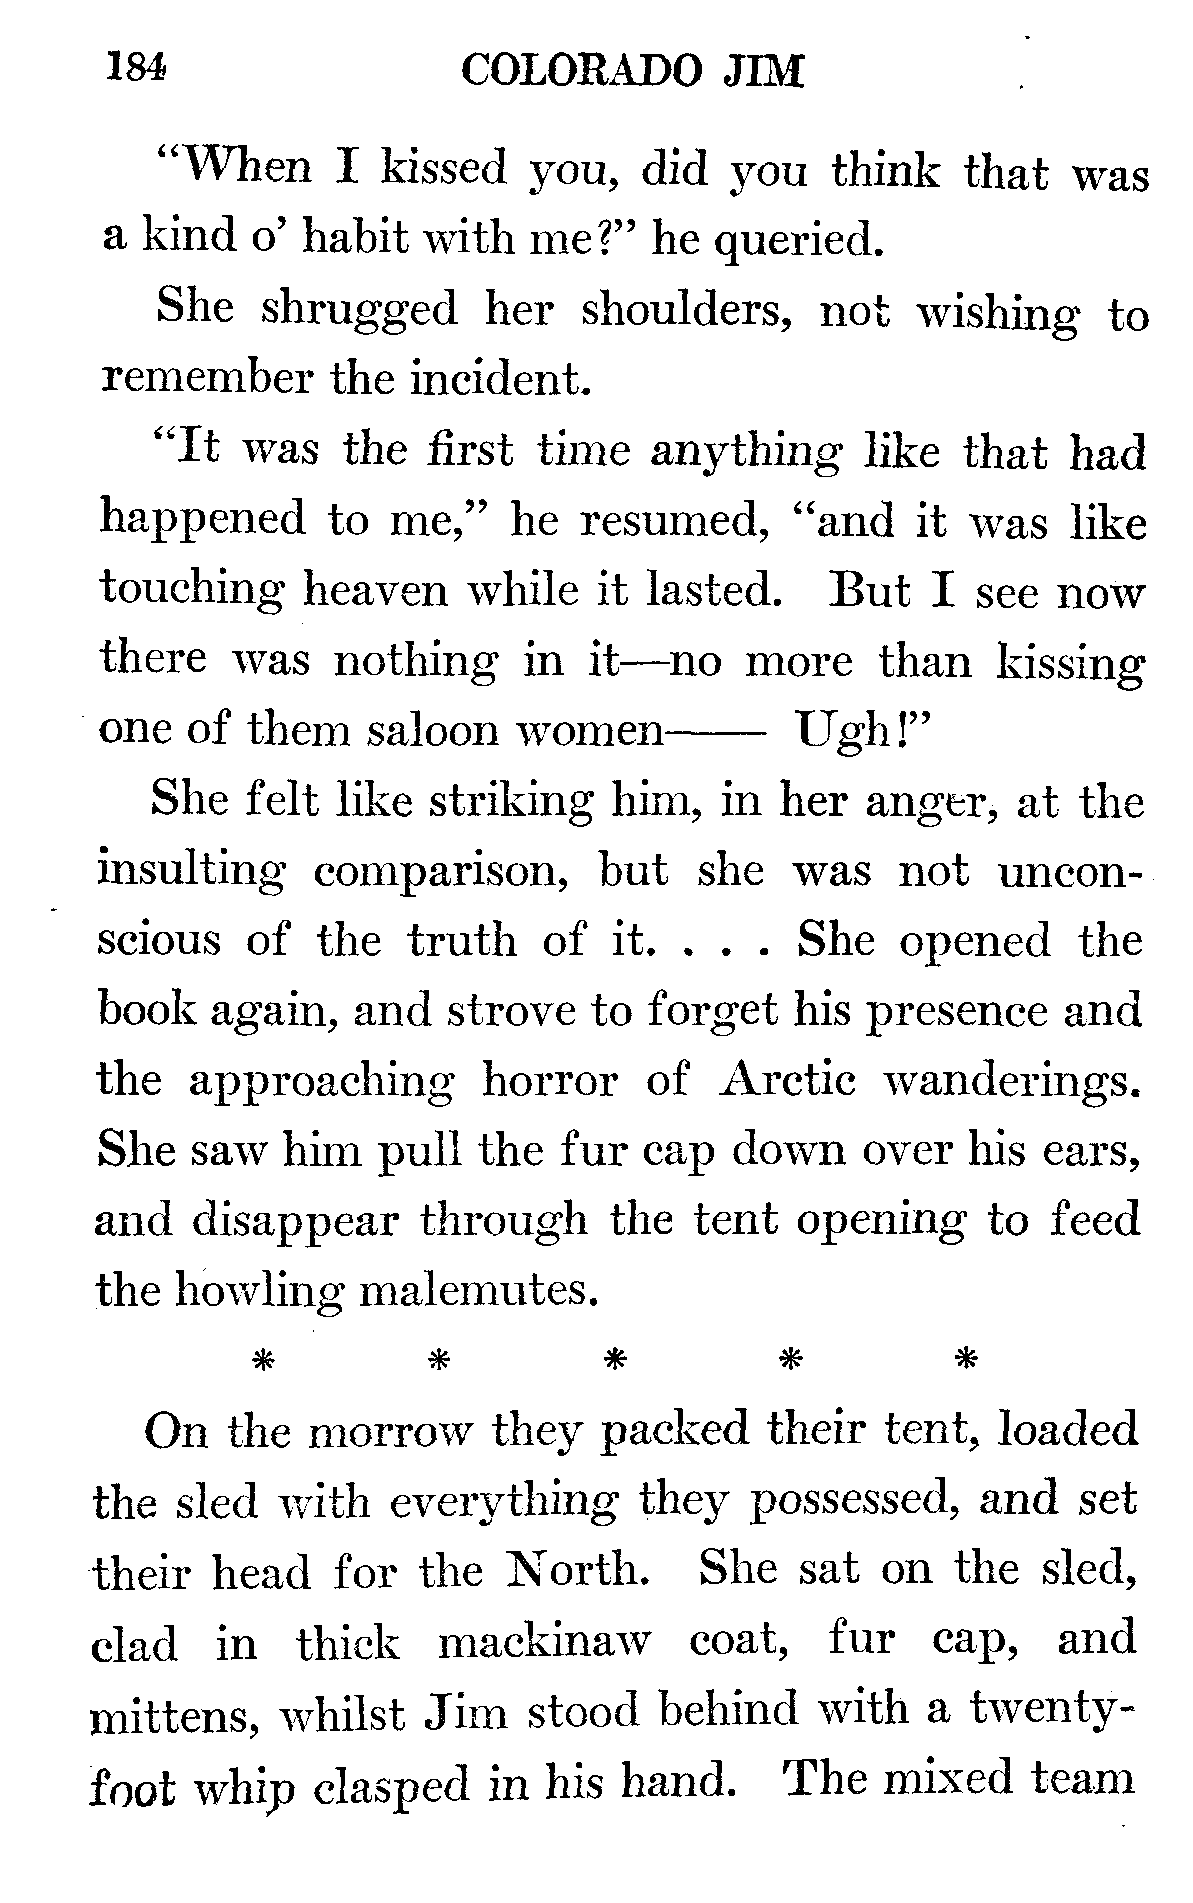 184 COLORADO JIM
“When I kissed you, did you think that was
a kind o’ habit with me?” he queried.
She shrugged her shoulders, not wishing to
remember the incident.
“It was the first time anything like that had
happened to me,” he resumed, “and it was like
touching heaven while it lasted. But I see now
there was nothing in it—no more than kissing
one of them saloon women—— Ugh!”
She felt like striking him, in her anger, at the
insulting comparison, but she was not uncon-
scious of the truth of it. . . . She opened the
book again, and strove to forget his presence and
the approaching horror of Arctic wanderings.
She saw him pull the fur cap down over his ears,
and disappear through the tent opening to feed
the howling malemutes.
* * * * *
On the morrow they packed their tent, loaded
the sled with everything they possessed, and set
their head for the North. She sat on the sled,
clad in thick mackinaw coat, fur cap, and
mittens, whilst Jim stood behind with a twenty-
foot whip clasped in his hand. The mixed team